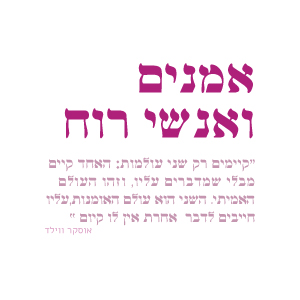 אמנים
ואנשי רוח
"קיימים רק שני עולמות: האחד קיים
מבלי שמדברים עליו, וזהו העולם
האמיתי. השני הוא עולם האומנות,עליו
חייבים לדבר אחרת אין לו קיום "
אוסקר ווילד